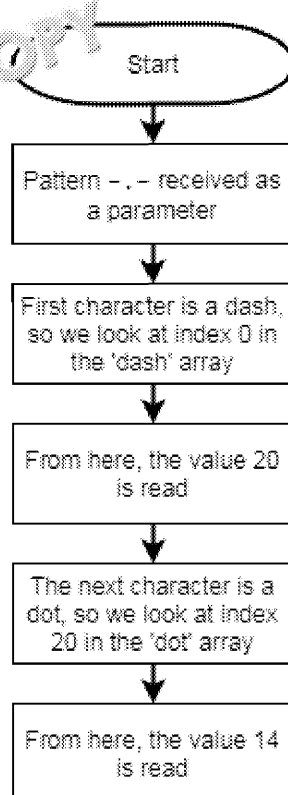 Start
Pattern -.- received as
a parameter
First character is a dash,
so we look at index 0 in
the 'dash' array
From here, the value 20
is read
The next character is a
dot, so we look at index
20 in the 'dot' array
From here, the value 14
is read